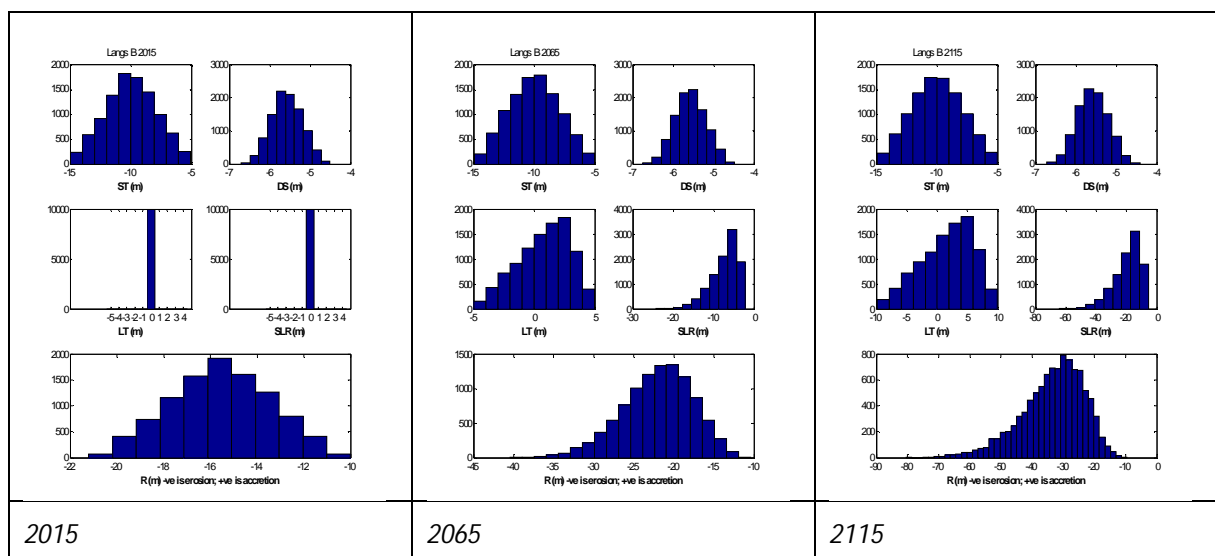 Langs B 2015
2000
1500
1000
500
0
-15 -10 -5
ST (m)
3000
2000
1000
0
-7 -6 -5 -4
DS (m)
10000
5000
0
-5-4-3-2-1 0 1 2 3 4
LT (m)
10000
5000
0
-5-4-3-2-1 0 1 2 3 4
SLR (m)
2000
1500
1000
500
0
-22 -20 -18 -16 -14 -12 -10
R (m) -ve is erosion; +ve is accretion
2015
Langs B 2065
2000
1500
1000
500
0
-15 -10 -5
ST (m)
3000
2000
1000
0
-7 -6 -5 -4
DS (m)
2000
1500
1000
500
0
-5 0 5
LT (m)
4000
3000
2000
1000
0
-30 -20 -10 0
SLR (m)
1500
1000
500
0
-45 -40 -35 -30 -25 -20 -15 -10
R (m) -ve is erosion; +ve is accretion
2065
Langs B 2115
2000
1500
1000
500
0
-15 -10 -5
ST (m)
3000
2000
1000
0
-7 -6 -5 -4
DS (m)
2000
1500
1000
500
0
-10 -5 0 5 10
LT (m)
4000
3000
2000
1000
0
-80 -60 -40 -20 0
SLR (m)
800
600
400
200
0
-90 -80 -70 -60 -50 -40 -30 -20 -10 0
R (m) -ve is erosion; +ve is accretion
2115